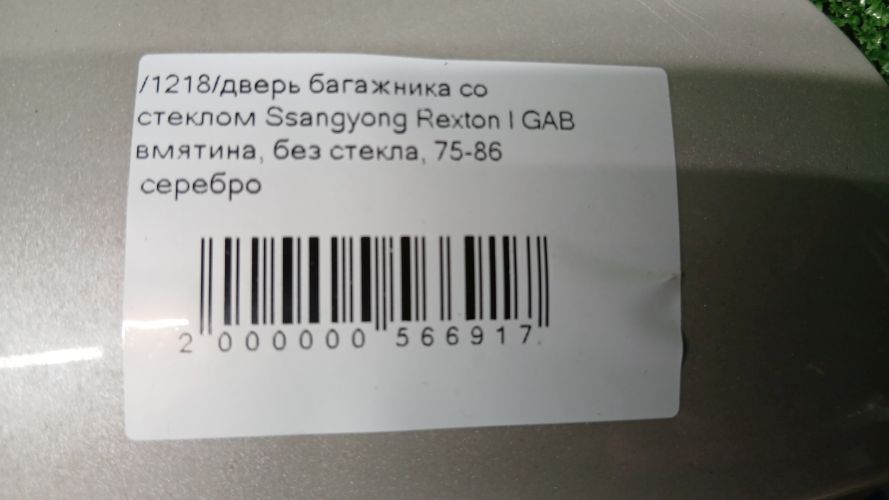 /1218/дверь багажника со
стеклом Ssangyong Rexton I GAB
вмятина, без стекла, 75-86
серебро
2 000000 566917